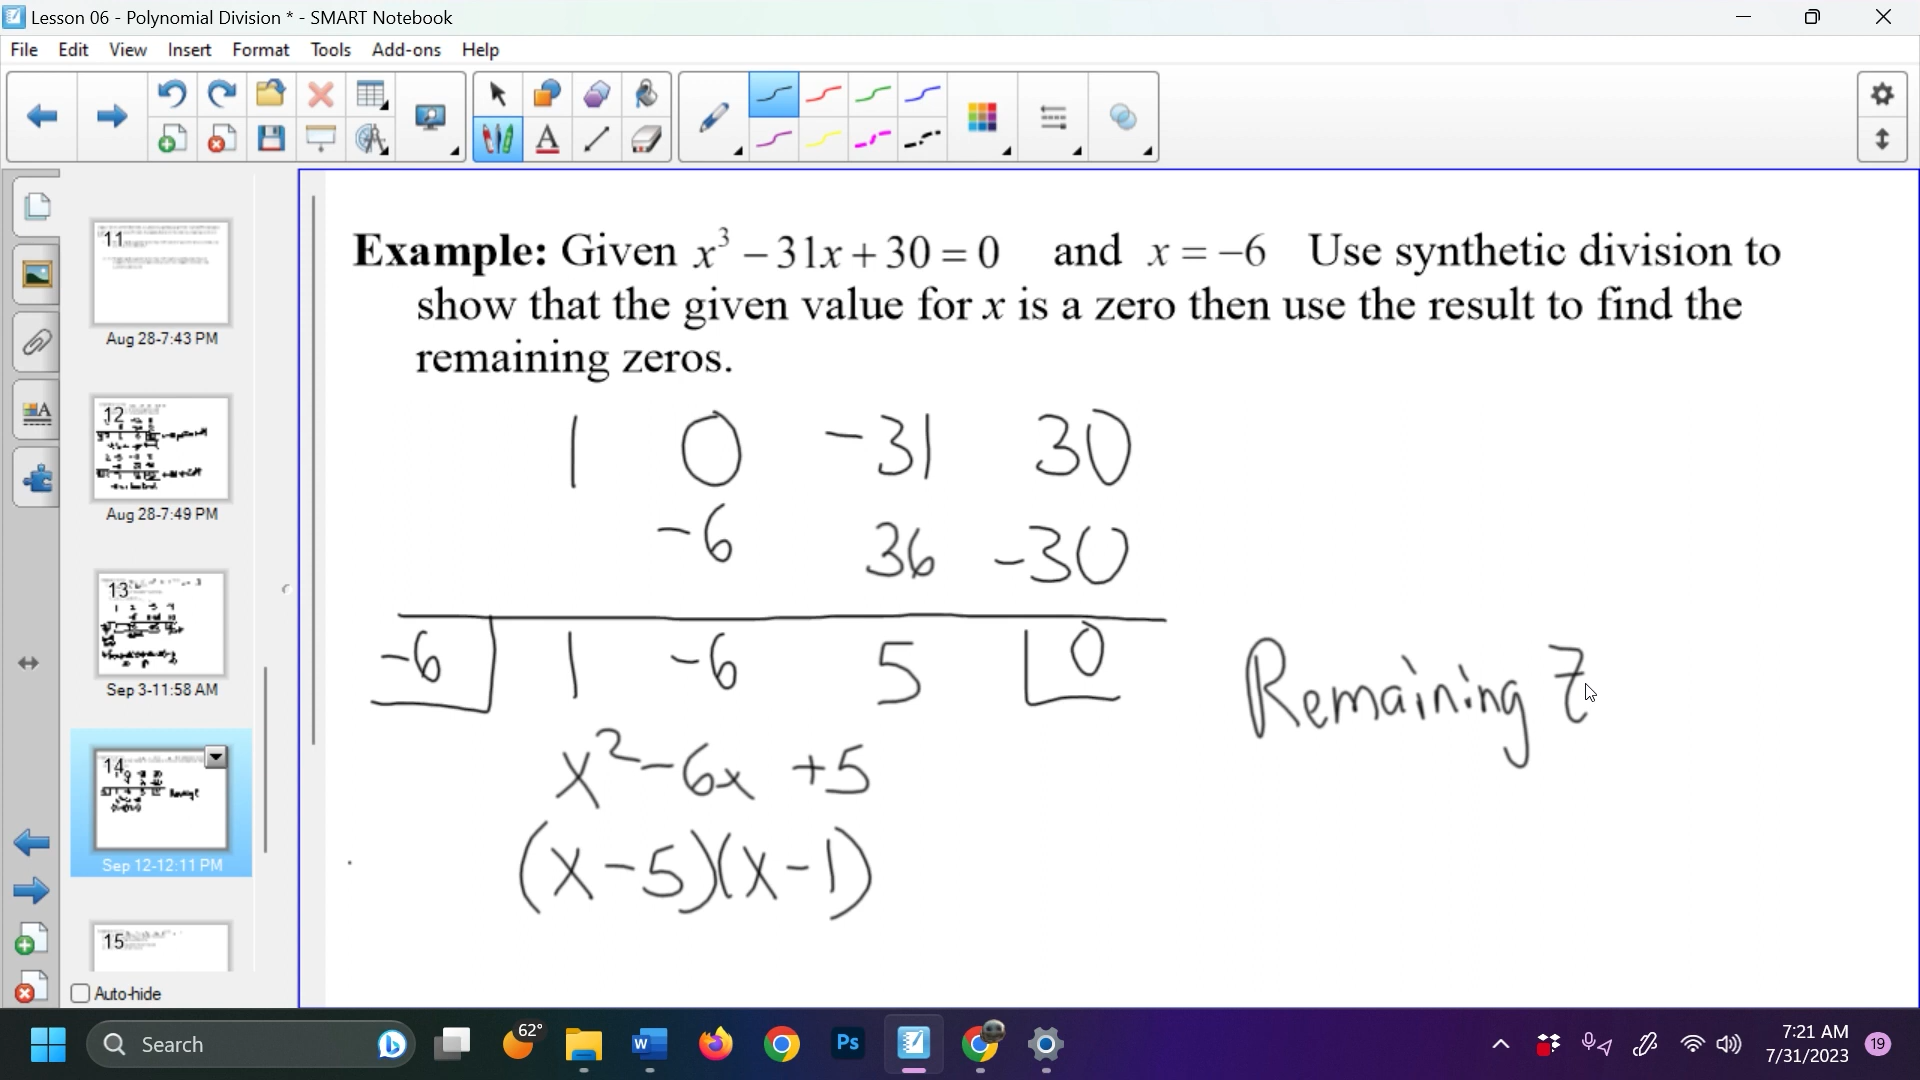 Lesson 06 - Polynomial Division * - SMART Notebook
File Edit View Insert Format Tools Add-ons Help
11
Aug 28-7:43 PM
12
Aug 28-7:49 PM
13
Sep 3-11:58 AM
14
Sep 12-12:11 PM
15
Auto-hide
Example: Given x³ − 31x + 30 = 0 and x = −6 Use synthetic division to
show that the given value for x is a zero then use the result to find the
remaining zeros.
1 0 -31 30
-6 36 -30
-6 1 -6 5 0
Remaining Z
x² - 6x + 5
(x - 5)(x - 1)
Search
62°
W
Ps
7:21 AM
7/31/2023
19